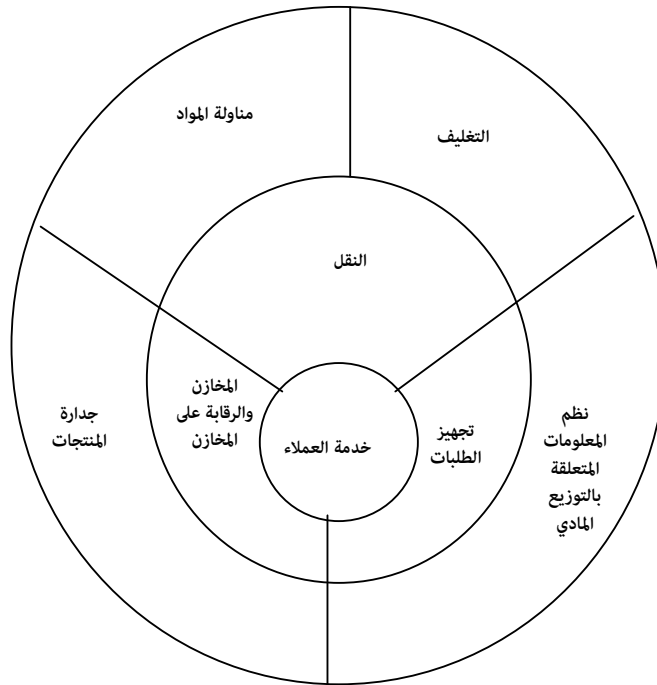 مناولة المواد
التغليف
النقل
المخازن
والرقابة على
المخازن
خدمة العملاء
تجهيز
الطلبات
جدارة
المنتجات
نظم
المعلومات
المتعلقة
بالتوزيع
المادي